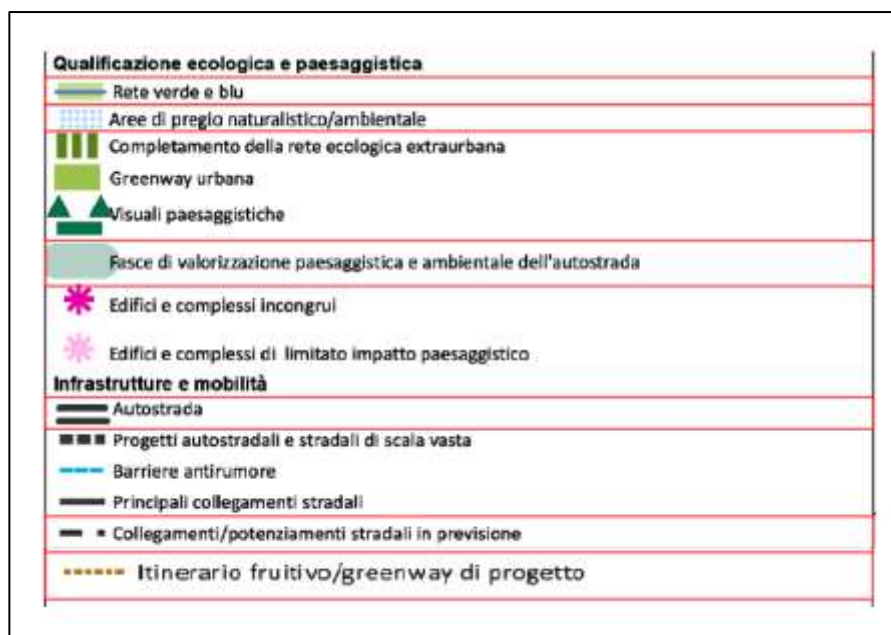 Qualificazione ecologica e paesaggistica
Rete verde e blu
Aree di pregio naturalistico/ambientale
Completamento della rete ecologica extraurbana
Greenway urbana
Visuali paesaggistiche
Fasce di valorizzazione paesaggistica e ambientale dell'autostrada
Edifici e complessi incongrui
Edifici e complessi di limitato impatto paesaggistico
Infrastrutture e mobilità
Autostrada
Progetti autostradali e stradali di scala vasta
Barriere antirumore
Principali collegamenti stradali
Collegamenti/potenziamenti stradali in previsione
Itinerario fruitivo/greenway di progetto